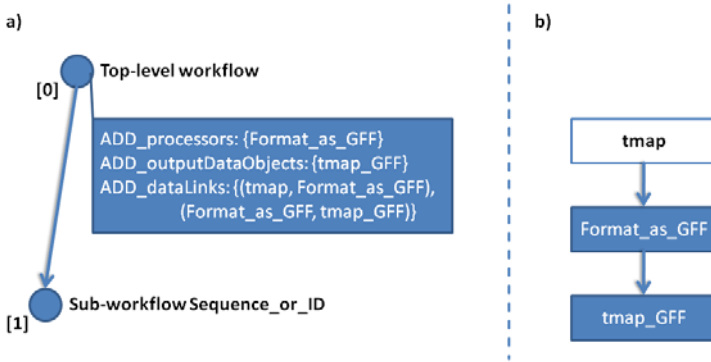 a)
Top-level workflow
[0]
ADD_processors: {Format_as_GFF}
ADD_outputDataObjects: {tmap_GFF}
ADD_dataLinks: {(tmap, Format_as_GFF),
(Format_as_GFF, tmap_GFF)}
Sub-workflow Sequence_or_ID
[1]
b)
tmap
Format_as_GFF
tmap_GFF